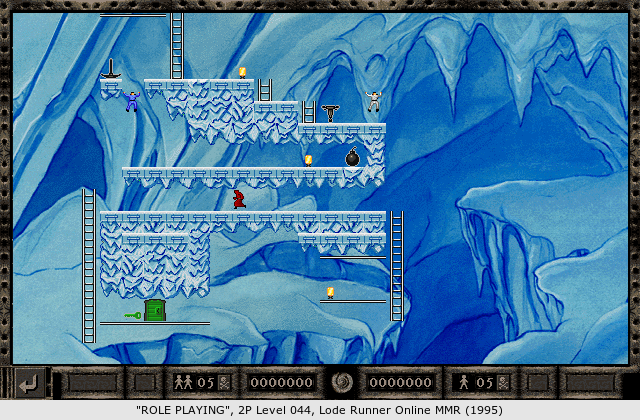 05 0000000 0000000 05
"ROLE PLAYING", 2P Level 044, Lode Runner Online MMR (1995)